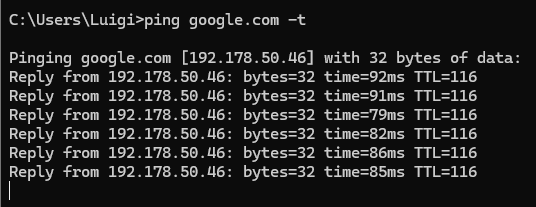 C:\Users\Luigi>ping google.com -t
Pinging google.com [192.178.50.46] with 32 bytes of data:
Reply from 192.178.50.46: bytes=32 time=92ms TTL=116
Reply from 192.178.50.46: bytes=32 time=91ms TTL=116
Reply from 192.178.50.46: bytes=32 time=79ms TTL=116
Reply from 192.178.50.46: bytes=32 time=82ms TTL=116
Reply from 192.178.50.46: bytes=32 time=86ms TTL=116
Reply from 192.178.50.46: bytes=32 time=85ms TTL=116